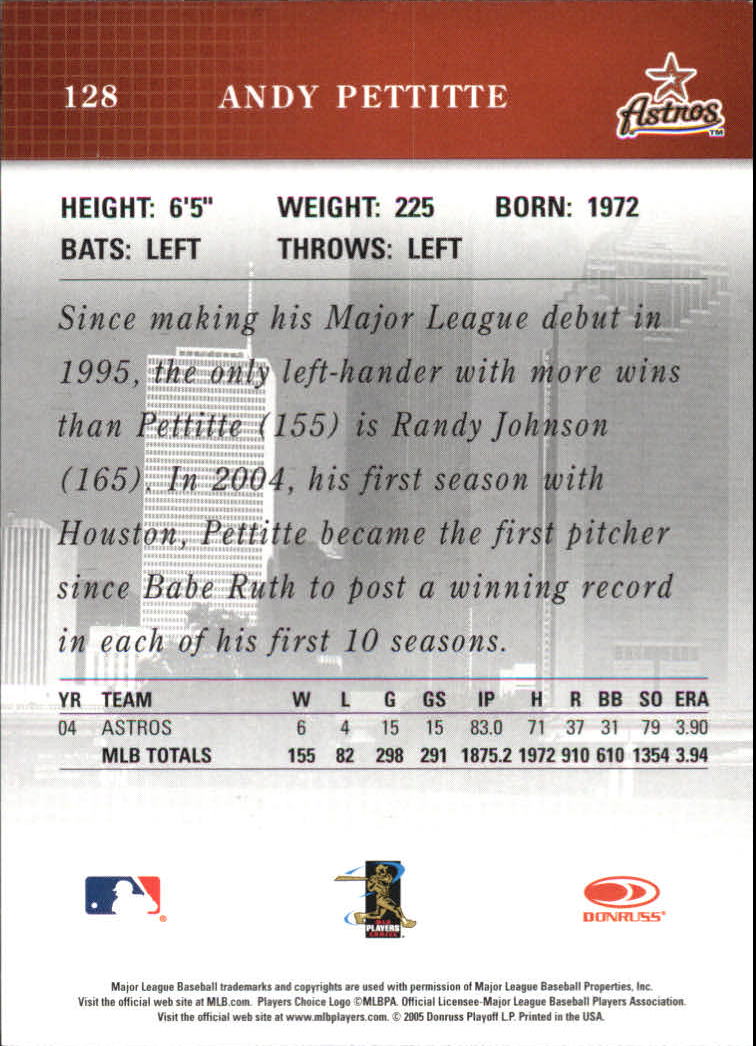 128 ANDY PETTITTE
Astros
TM
HEIGHT: 6'5" WEIGHT: 225 BORN: 1972
BATS: LEFT THROWS: LEFT
Since making his Major League debut in
1995, the only left-hander with more wins
than Pettitte (155) is Randy Johnson
(165). In 2004, his first season with
Houston, Pettitte became the first pitcher
since Babe Ruth to post a winning record
in each of his first 10 seasons.
YR TEAM W L G GS IP H R BB SO ERA
04 ASTROS 6 4 15 15 83.0 71 37 31 79 3.90
MLB TOTALS 155 82 298 291 1875.2 1972 910 610 1354 3.94
PLAYERS
CHOICE
DONRUSS®
Major League Baseball trademarks and copyrights are used with permission of Major League Baseball Properties, Inc.
Visit the official web site at MLB.com. Players Choice Logo ©MLBPA. Official Licensee-Major League Baseball Players Association.
Visit the official web site at www.mlbplayers.com. © 2005 Donruss Playoff L.P. Printed in the USA.